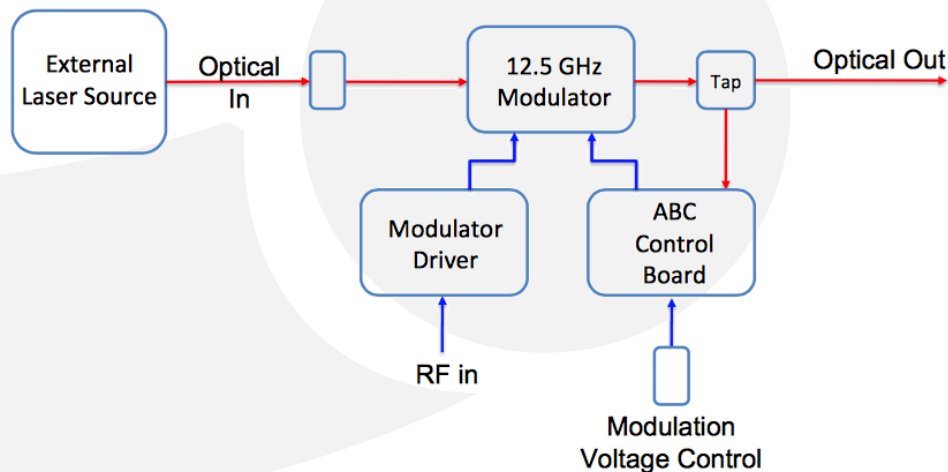 External
Laser Source
Optical
In
12.5 GHz
Modulator
Tap
Optical Out
Modulator
Driver
ABC
Control
Board
RF in
Modulation
Voltage Control